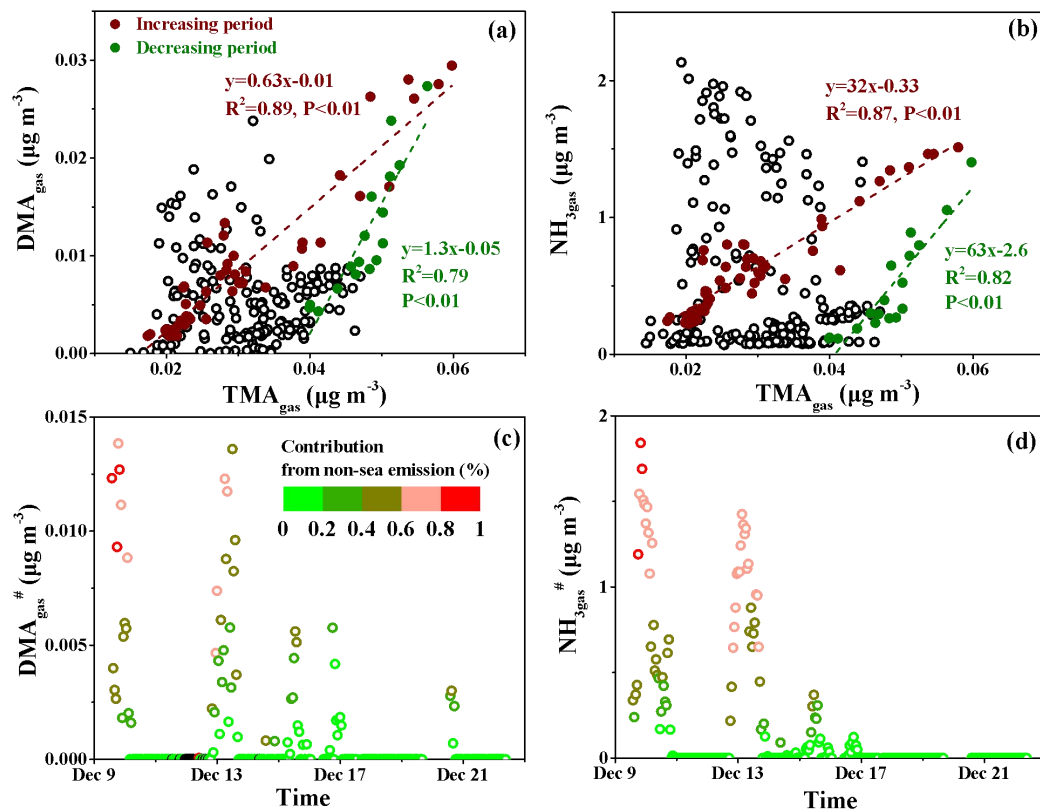 (a)
Increasing period
Decreasing period
y=0.63x-0.01
R²=0.89, P<0.01
y=1.3x-0.05
R²=0.79
P<0.01
0.03
0.02
0.01
0.00
DMAgas (μg m⁻³)
0.02 0.04 0.06
TMAgas (μg m⁻³)
(b)
y=32x-0.33
R²=0.87, P<0.01
y=63x-2.6
R²=0.82
P<0.01
2
1
0
NH3gas (μg m⁻³)
0.02 0.04 0.06
TMAgas (μg m⁻³)
(c)
Contribution
from non-sea emission (%)
0 0.2 0.4 0.6 0.8 1
0.015
0.010
0.005
0.000
DMAgas# (μg m⁻³)
Dec 9 Dec 13 Dec 17 Dec 21
Time
(d)
2
1
0
NH3gas# (μg m⁻³)
Dec 9 Dec 13 Dec 17 Dec 21
Time